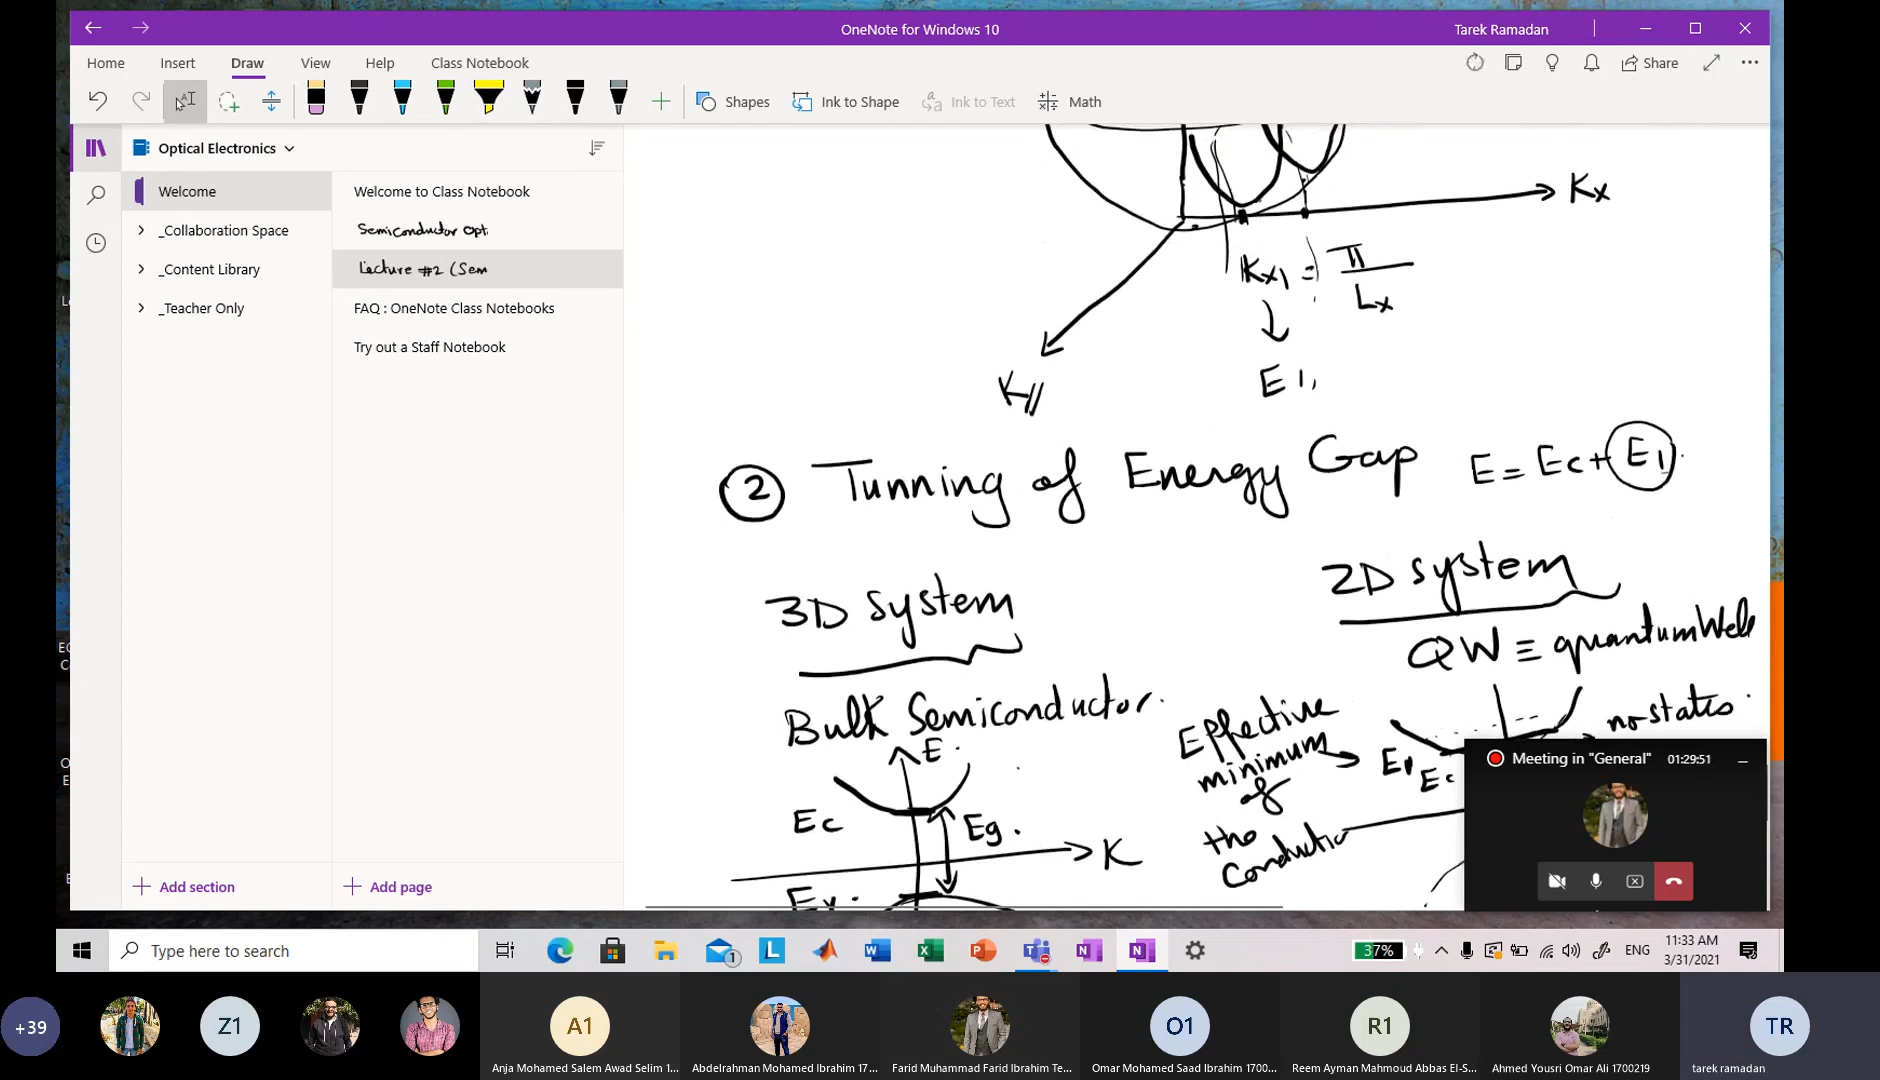 OneNote for Windows 10
Tarek Ramadan
Home Insert Draw View Help Class Notebook
Share
Shapes Ink to Shape Ink to Text Math
Optical Electronics
Welcome
_Collaboration Space
_Content Library
_Teacher Only
Add section
Welcome to Class Notebook
Semiconductor Opti
Lecture #2 (Sem
FAQ : OneNote Class Notebooks
Try out a Staff Notebook
Add page
Kx
Kx1 = π / Lx
E1,
K//
② Tunning of Energy Gap E = Ec + E1
3D system
Bulk Semiconductor.
E.
Ec
Eg.
K
Ev.
2D system
QW ≡ quantum Well
no states.
Effective
minimum
of
the
Conduction
Ec
Meeting in "General" 01:29:51
Type here to search
1
L
37%
ENG
11:33 AM
3/31/2021
+39
Z1
A1
O1
R1
TR
Anja Mohamed Salem Awad Selim 1...
Abdelrahman Mohamed Ibrahim 17...
Farid Muhammad Farid Ibrahim Te...
Omar Mohamed Saad Ibrahim 1700...
Reem Ayman Mahmoud Abbas El-S...
Ahmed Yousri Omar Ali 1700219
tarek ramadan